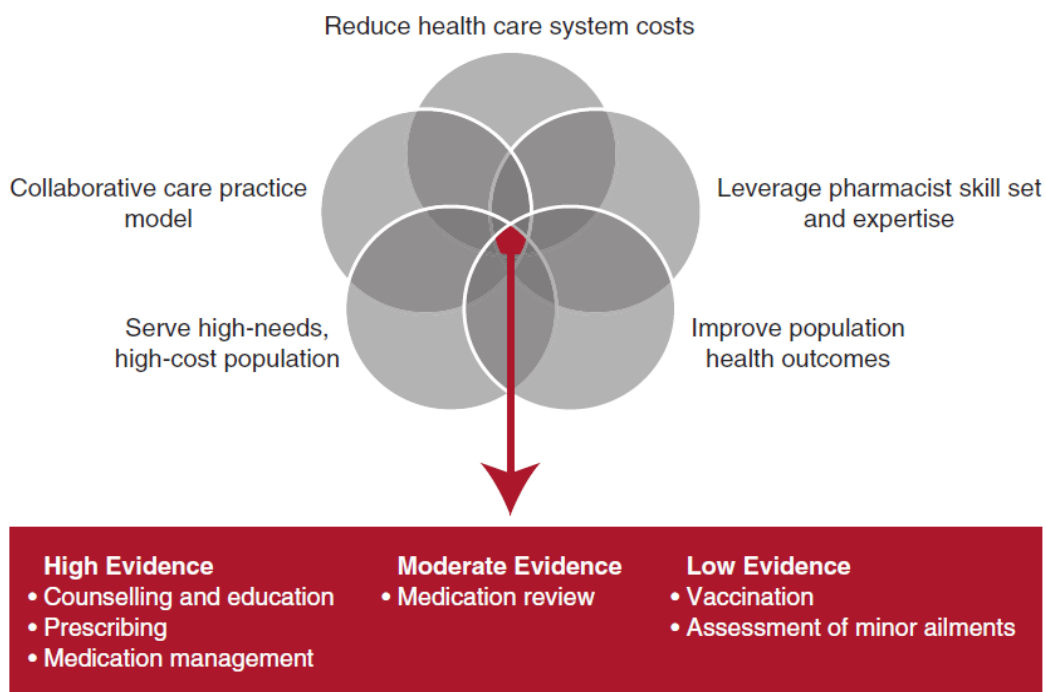 Reduce health care system costs
Collaborative care practice
model
Leverage pharmacist skill set
and expertise
Serve high-needs,
high-cost population
Improve population
health outcomes
High Evidence
• Counselling and education
• Prescribing
• Medication management
Moderate Evidence
• Medication review
Low Evidence
• Vaccination
• Assessment of minor ailments